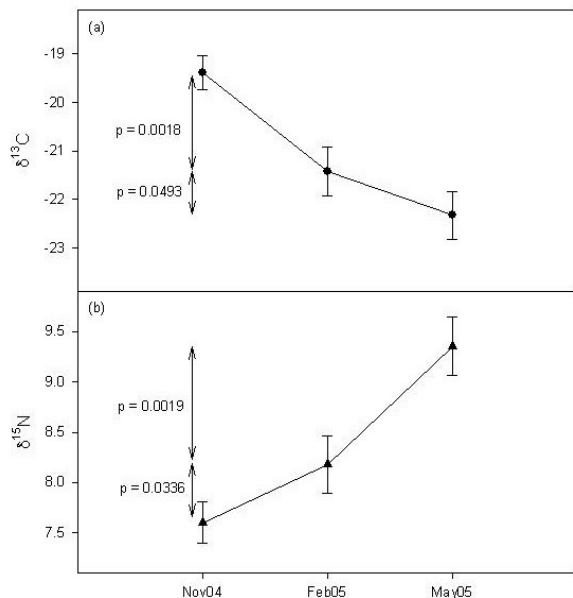 (a)
-19
-20
-21
-22
-23
δ13C
p = 0.0018
p = 0.0493
(b)
9.5
9.0
8.5
8.0
7.5
δ15N
p = 0.0019
p = 0.0336
Nov04 Feb05 May05